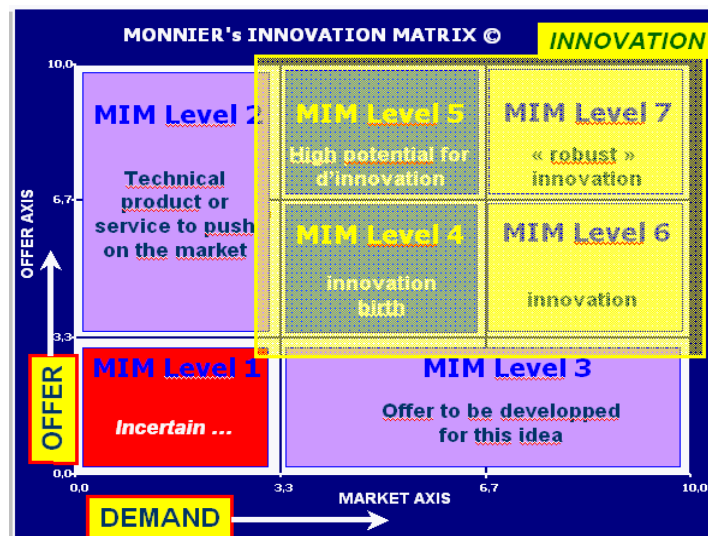 MONNIER's INNOVATION MATRIX ©
INNOVATION
10,0
MIM Level 2
MIM Level 5
MIM Level 7
Technical
product or
service to push
on the market
High potential for
d'innovation
« robust »
innovation
6,7
OFFER AXIS
MIM Level 4
MIM Level 6
innovation
birth
innovation
3,3
MIM Level 1
MIM Level 3
Incertain ...
Offer to be developped
for this idea
OFFER
0,0
0,0
3,3
6,7
10,0
MARKET AXIS
DEMAND